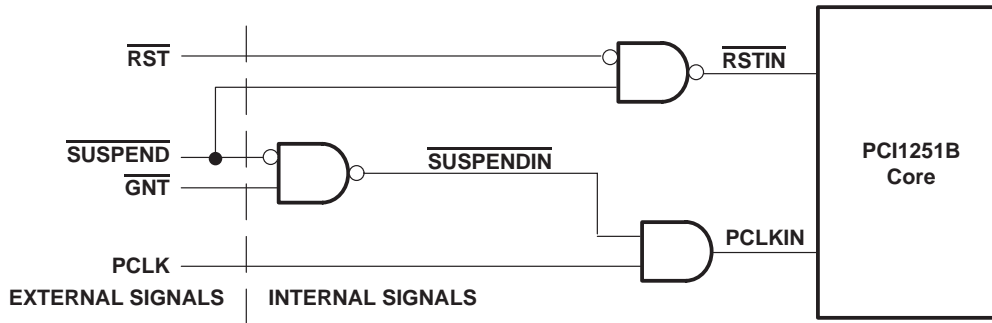 RST
RSTIN
SUSPEND
SUSPENDIN
GNT
PCI1251B
Core
PCLKIN
PCLK
EXTERNAL SIGNALS
INTERNAL SIGNALS